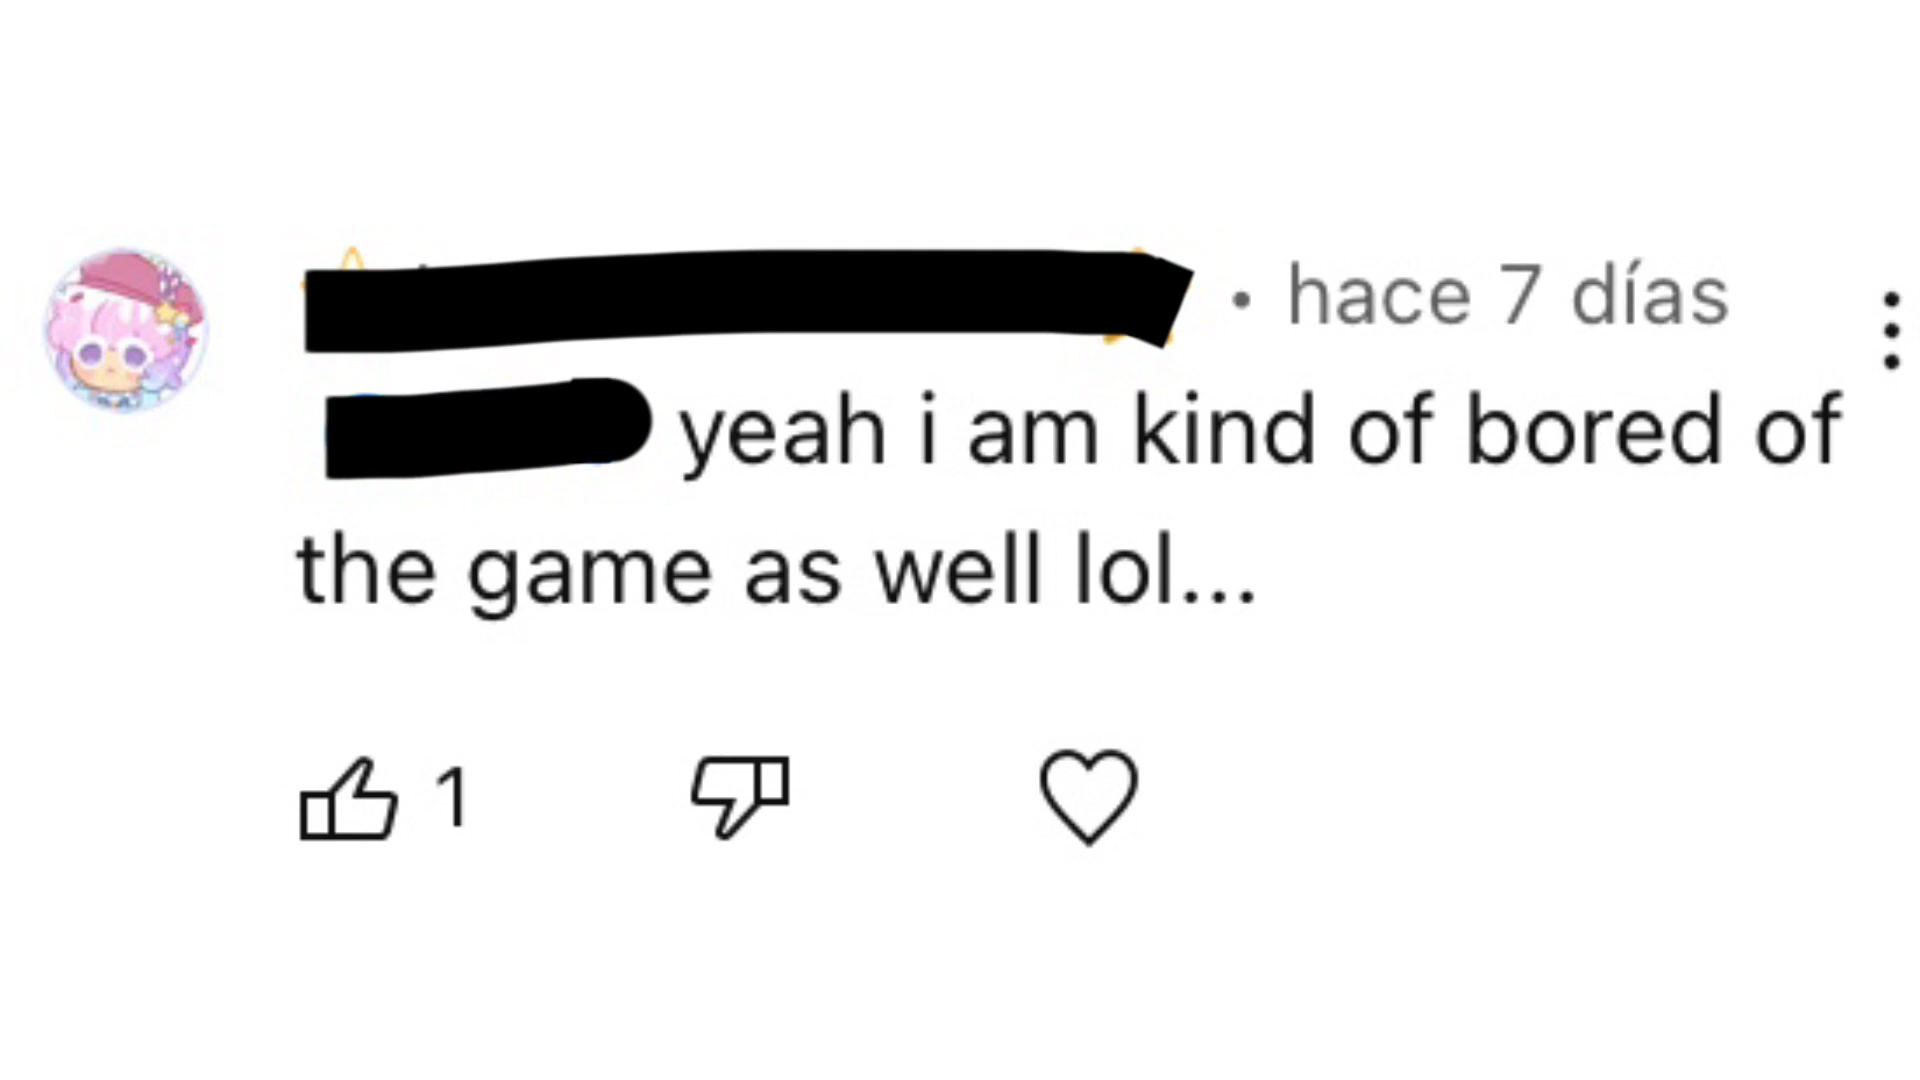 • hace 7 días
yeah i am kind of bored of
the game as well lol...
1